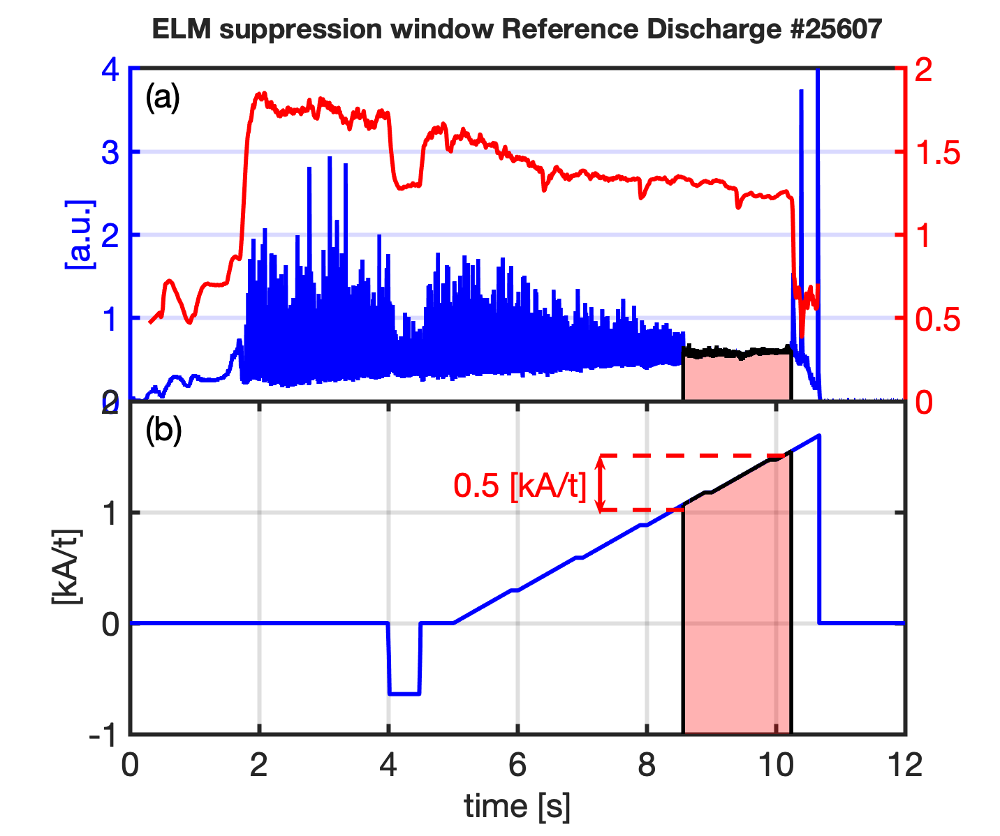 ELM suppression window Reference Discharge #25607
(a)
4
3
2
1
0
[a.u.]
2
1.5
1
0.5
0
(b)
2
1
0
-1
[kA/t]
0.5 [kA/t]
0 2 4 6 8 10 12
time [s]